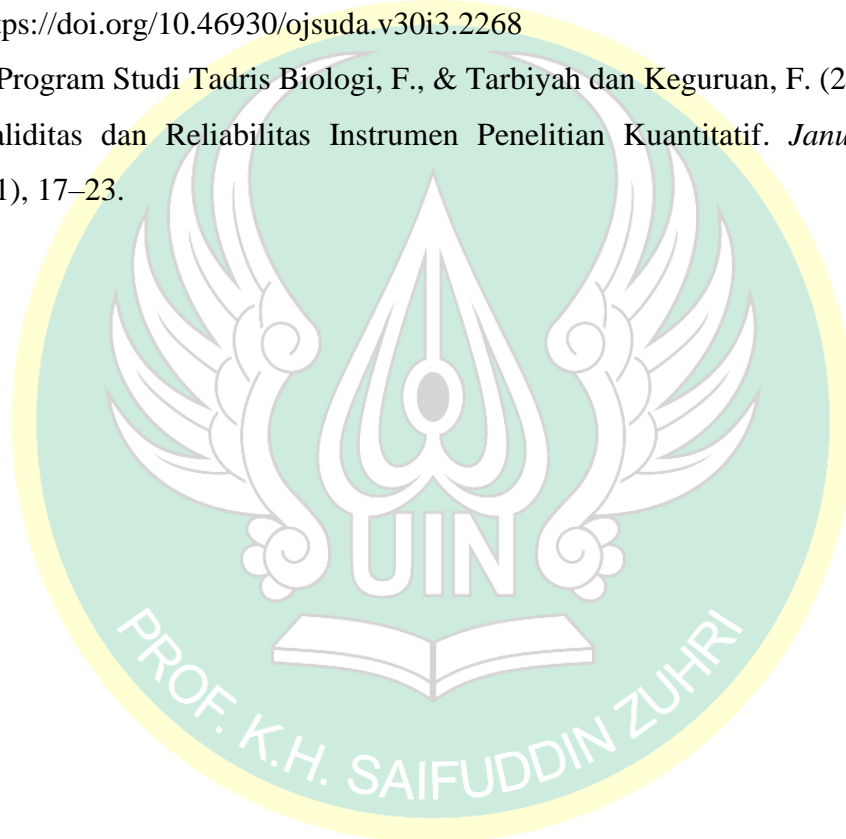 tps://doi.org/10.46930/ojsuda.v30i3.2268
Program Studi Tadris Biologi, F., & Tarbiyah dan Keguruan, F. (2
aliditas dan Reliabilitas Instrumen Penelitian Kuantitatif. Janu
1), 17–23.
UIN
PROF. K.H. SAIFUDDIN ZUHRI